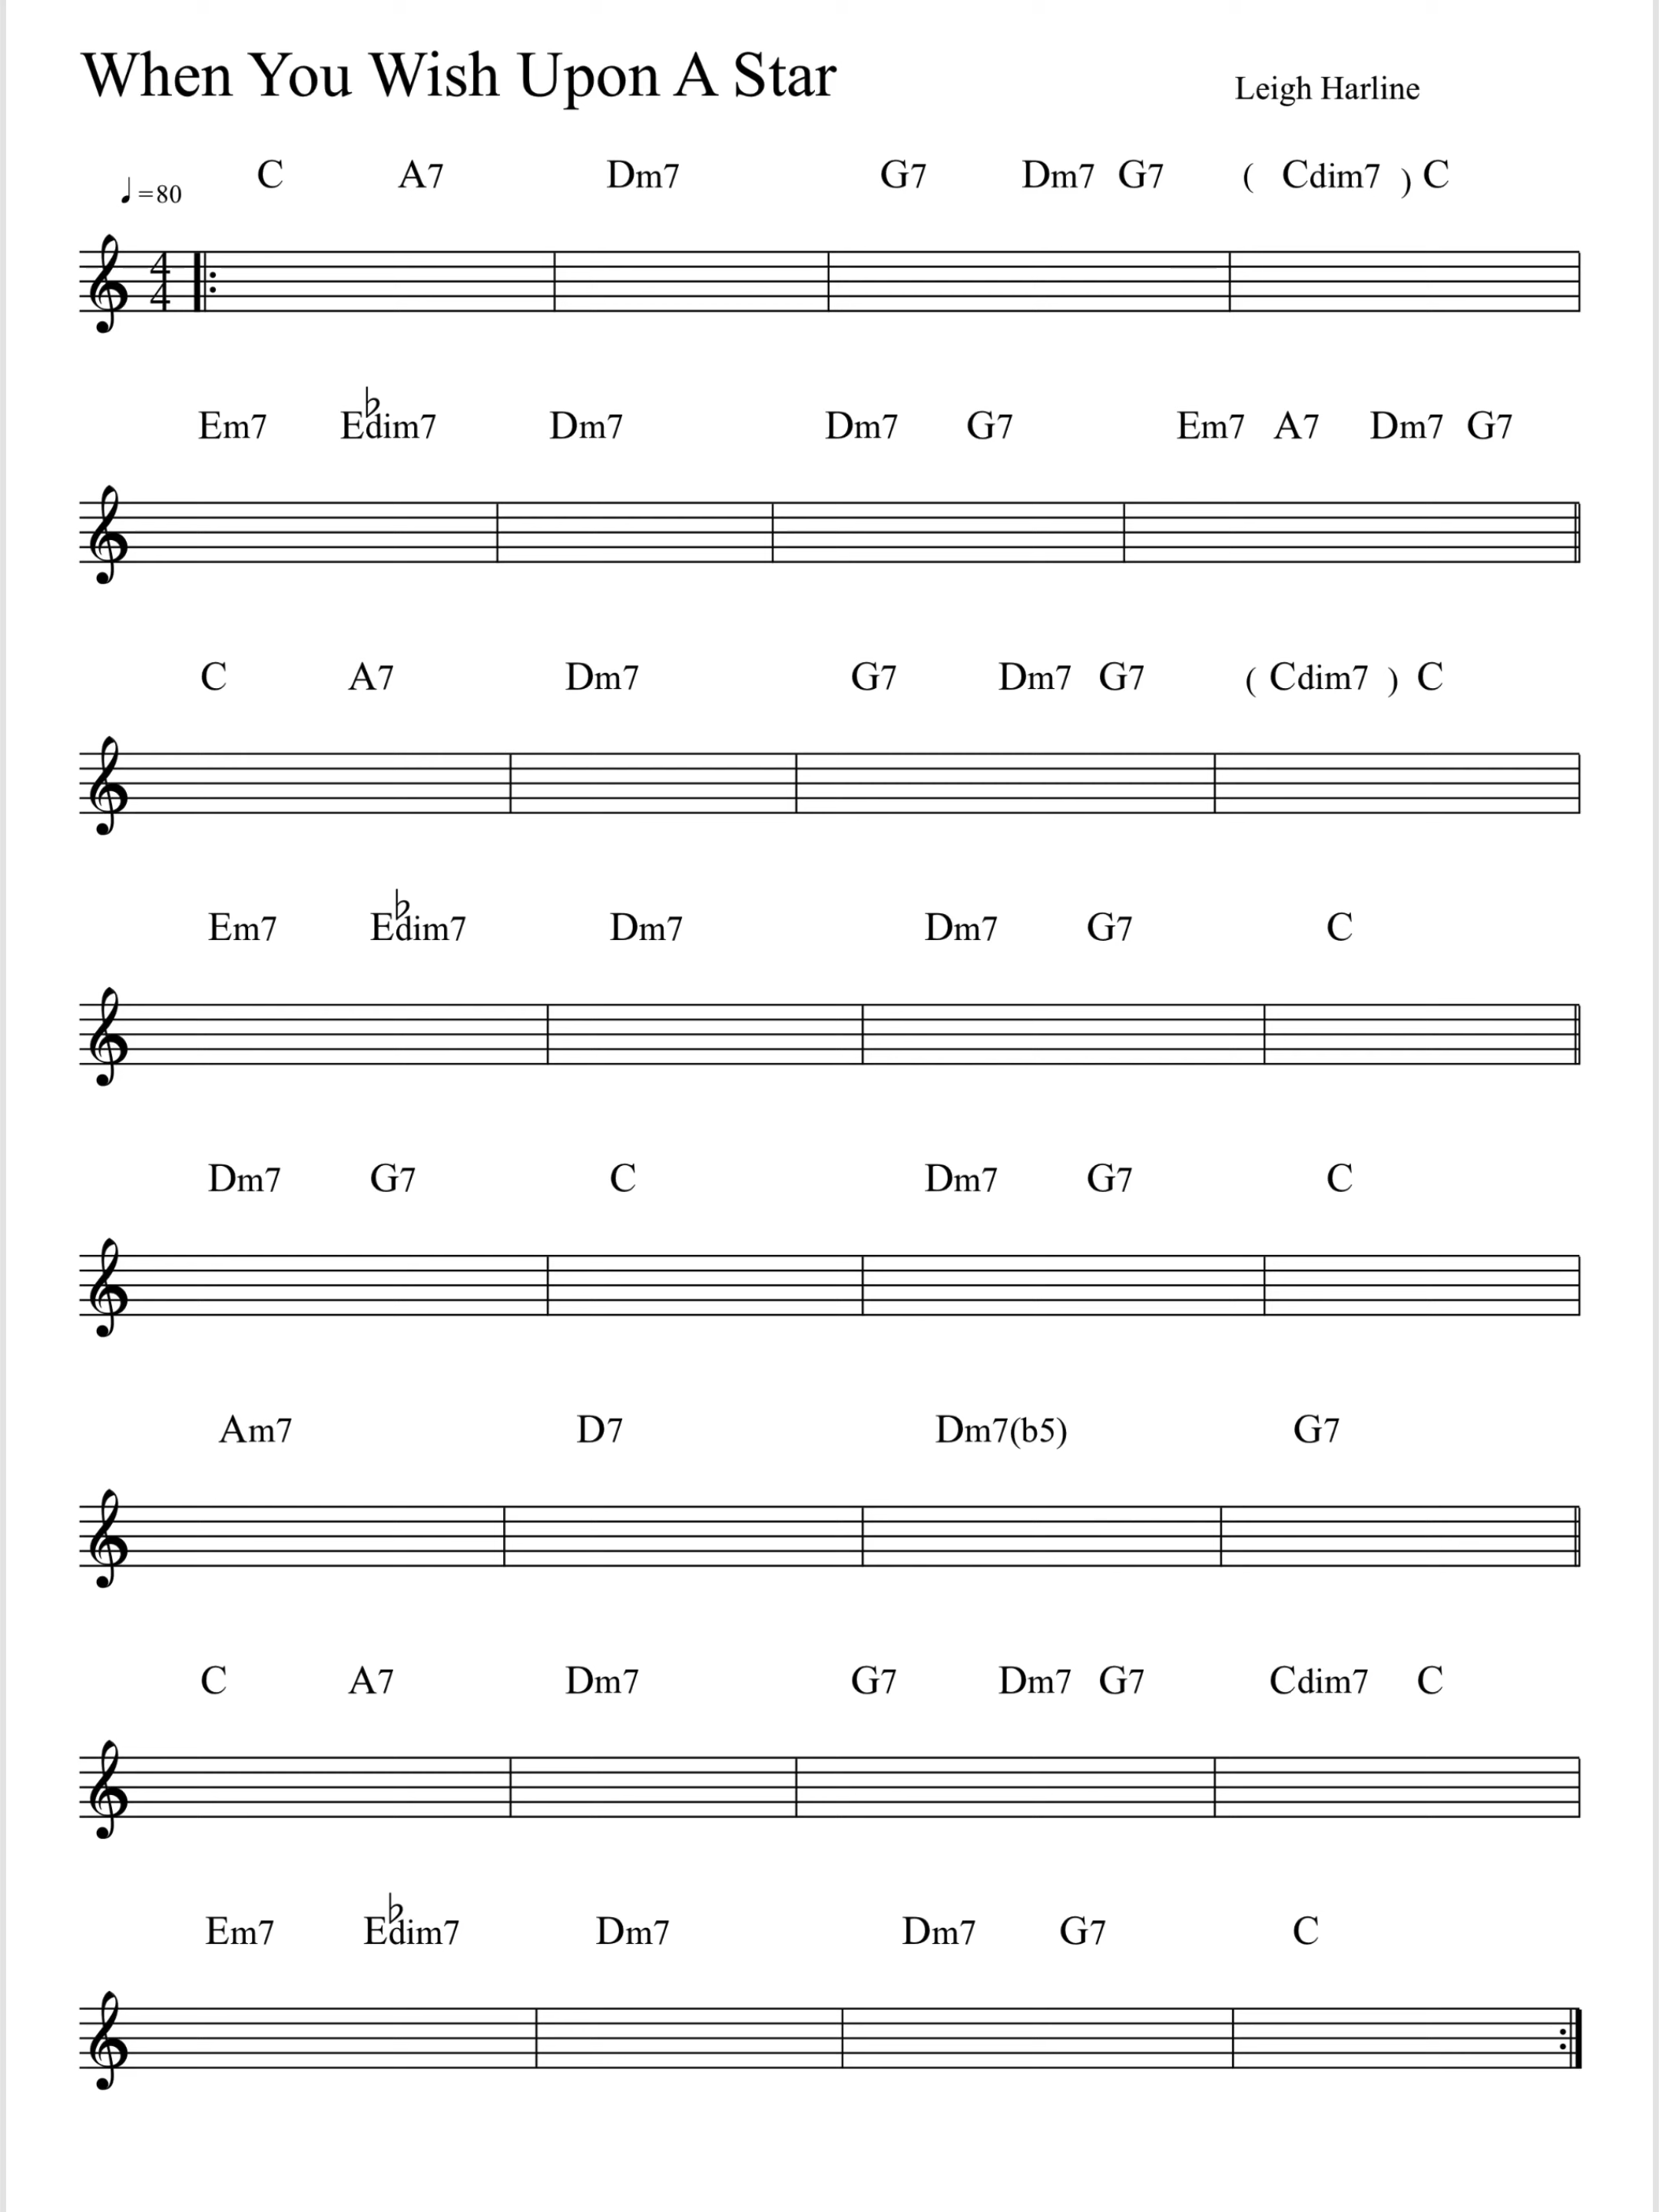 When You Wish Upon A Star
Leigh Harline
C A7 Dm7 G7 Dm7 G7 ( Cdim7 ) C
♩=80
4
4
Em7 E♭dim7 Dm7 Dm7 G7 Em7 A7 Dm7 G7
C A7 Dm7 G7 Dm7 G7 ( Cdim7 ) C
Em7 E♭dim7 Dm7 Dm7 G7 C
Dm7 G7 C Dm7 G7 C
Am7 D7 Dm7(b5) G7
C A7 Dm7 G7 Dm7 G7 Cdim7 C
Em7 E♭dim7 Dm7 Dm7 G7 C